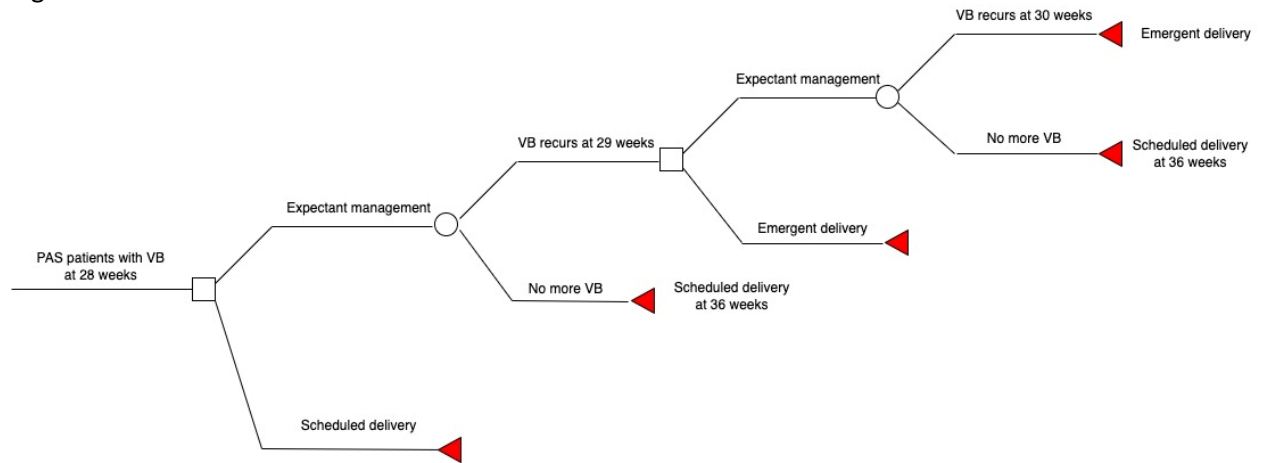 VB recurs at 30 weeks
Emergent delivery
Expectant management
No more VB
Scheduled delivery
at 36 weeks
VB recurs at 29 weeks
Emergent delivery
Expectant management
No more VB
Scheduled delivery
at 36 weeks
PAS patients with VB
at 28 weeks
Scheduled delivery